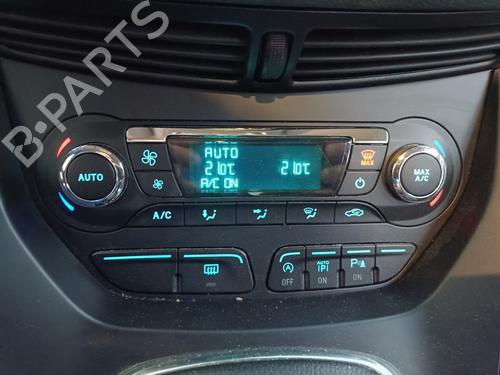 B-PARTS
AUTO
AUTO
21.0°C 21.0°C
A/C ON
MAX
MAX
A/C
A/C
OFF
AUTO
P
ON
P
ON